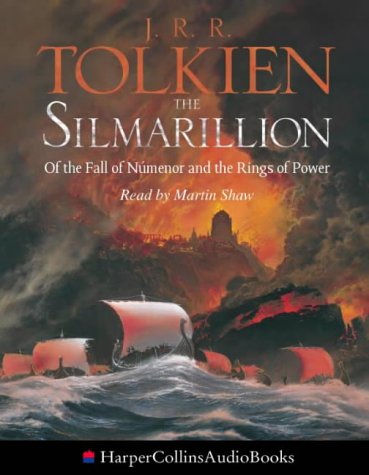 J. R. R.
TOLKIEN
THE
SILMARILLION
Of the Fall of Númenor and the Rings of Power
Read by Martin Shaw
HarperCollinsAudioBooks